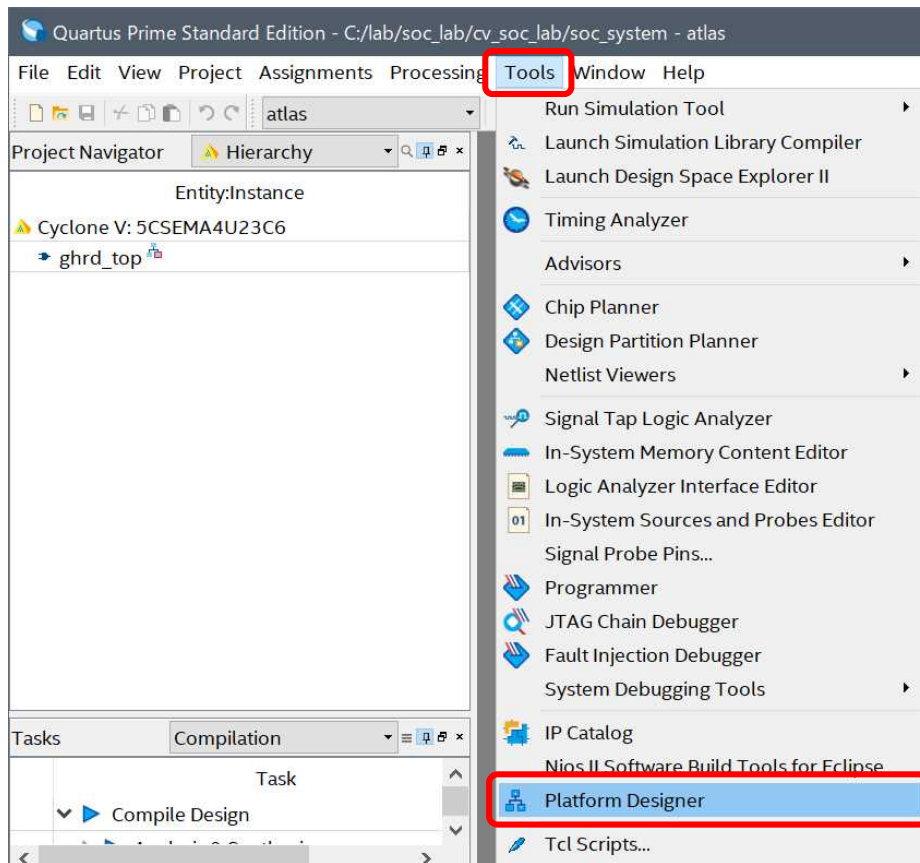 Quartus Prime Standard Edition - C:/lab/soc_lab/cv_soc_lab/soc_system - atlas
File Edit View Project Assignments Processing Tools Window Help
atlas
Project Navigator Hierarchy
Entity:Instance
Cyclone V: 5CSEMA4U23C6
ghrd_top
Run Simulation Tool
Launch Simulation Library Compiler
Launch Design Space Explorer II
Timing Analyzer
Advisors
Chip Planner
Design Partition Planner
Netlist Viewers
Signal Tap Logic Analyzer
In-System Memory Content Editor
Logic Analyzer Interface Editor
01 In-System Sources and Probes Editor
Signal Probe Pins...
Programmer
JTAG Chain Debugger
Fault Injection Debugger
System Debugging Tools
IP Catalog
Nios II Software Build Tools for Eclipse
Platform Designer
Tcl Scripts...
Tasks Compilation
Task
Compile Design